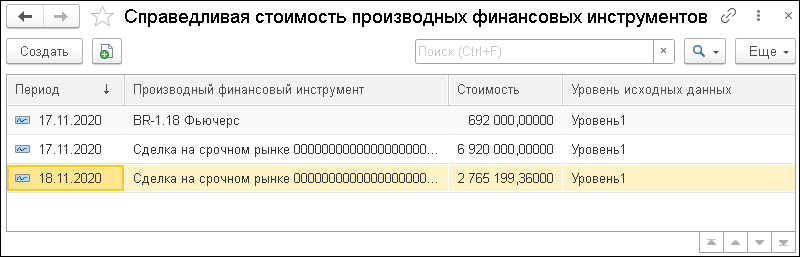 Справедливая стоимость производных финансовых инструментов
Создать Поиск (Ctrl+F) × Еще
Период ↓ Производный финансовый инструмент Стоимость Уровень исходных данных
17.11.2020 BR-1.18 Фьючерс 692 000,00000 Уровень1
17.11.2020 Сделка на срочном рынке 0000000000000000000... 6 920 000,00000 Уровень1
18.11.2020 Сделка на срочном рынке 0000000000000000000... 2 765 199,36000 Уровень1